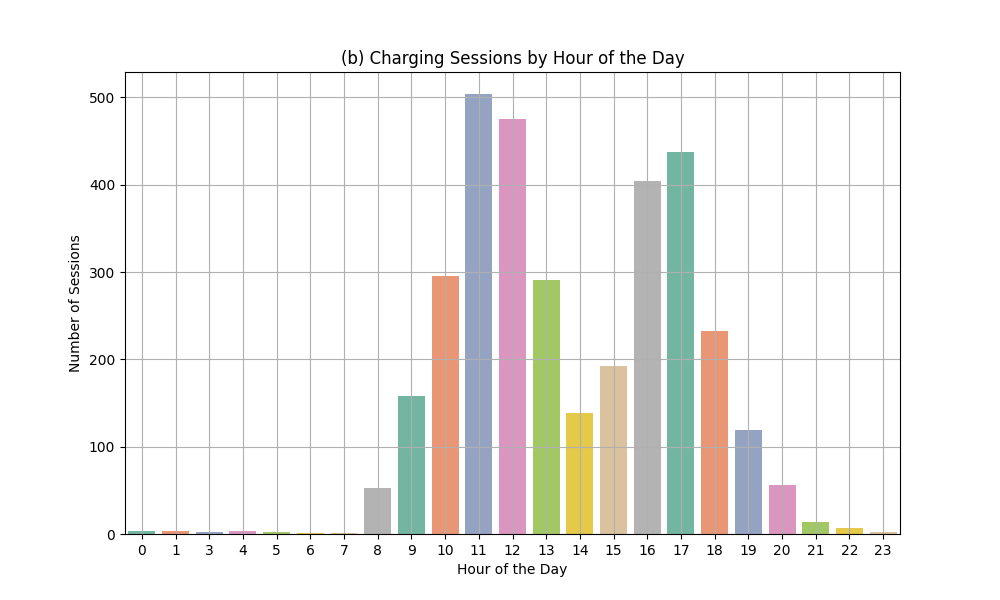 (b) Charging Sessions by Hour of the Day
Number of Sessions
500
400
300
200
100
0
0 1 3 4 5 6 7 8 9 10 11 12 13 14 15 16 17 18 19 20 21 22 23
Hour of the Day